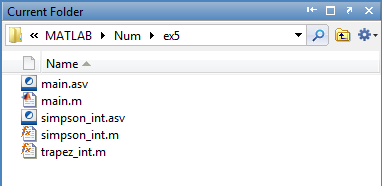 Current Folder
« MATLAB ▸ Num ▸ ex5
Name
main.asv
main.m
simpson_int.asv
simpson_int.m
trapez_int.m